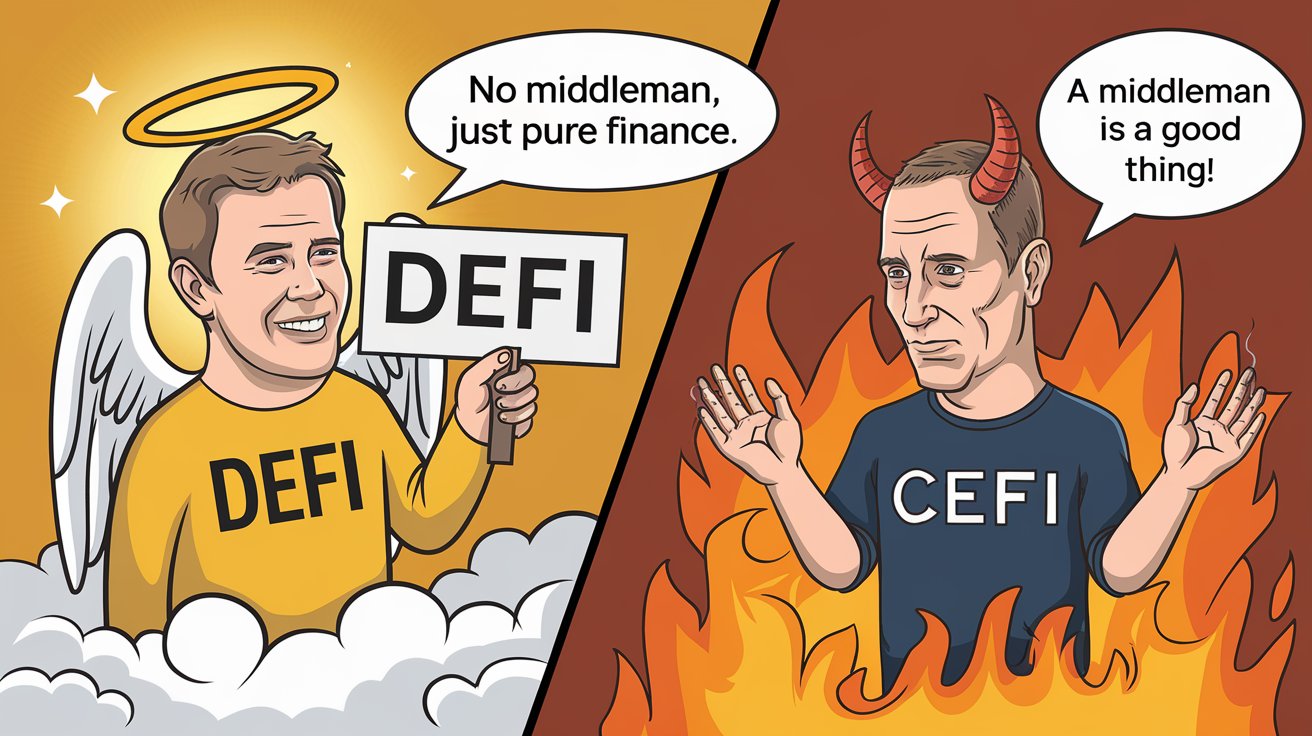 No middleman,
just pure finance.
DEFI
DEFI
A middleman
is a good
thing!
CEFI